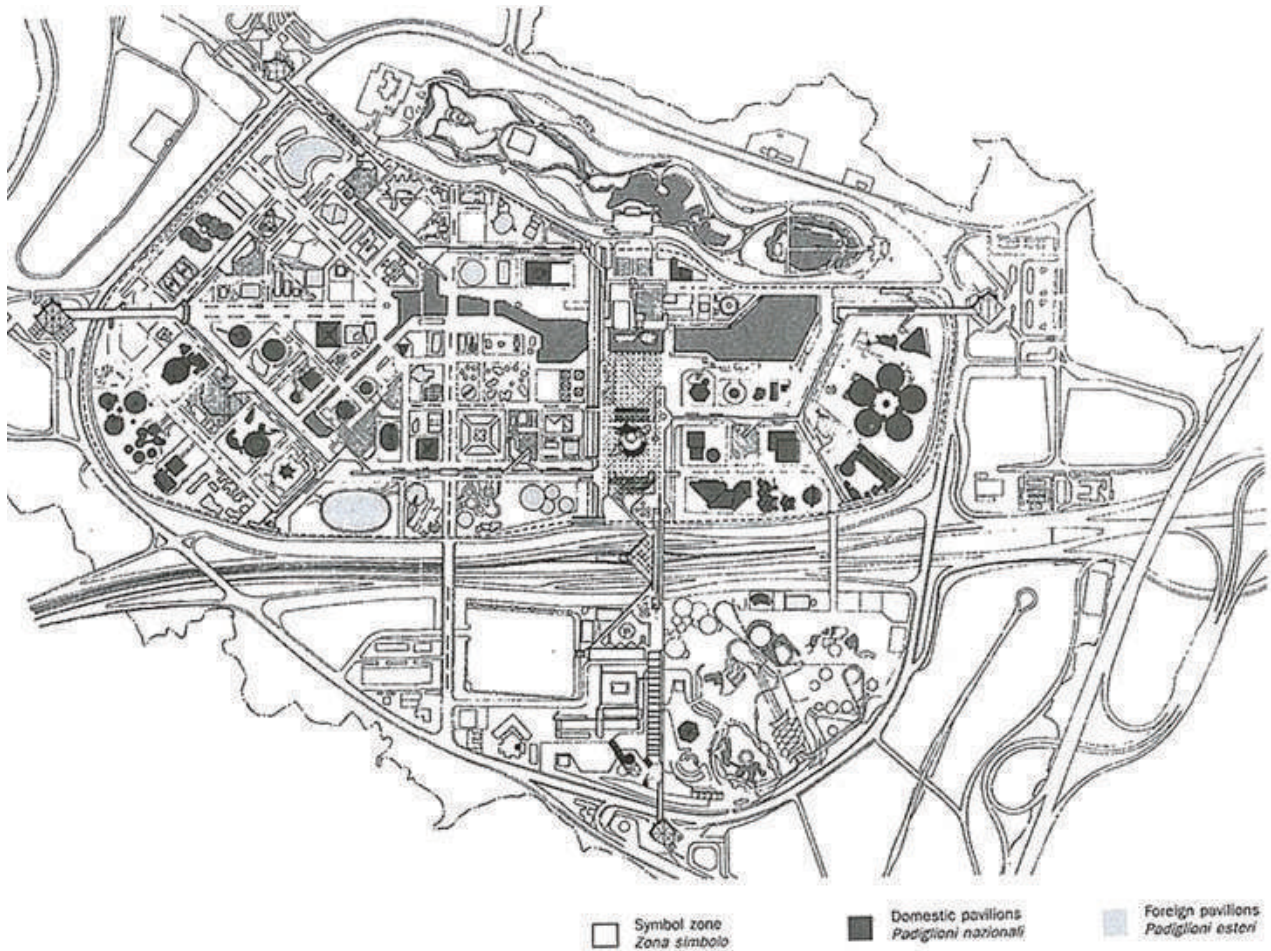 Symbol zone
Zona simbolo
Domestic pavilions
Padiglioni nazionali
Foreign pavilions
Padiglioni esteri